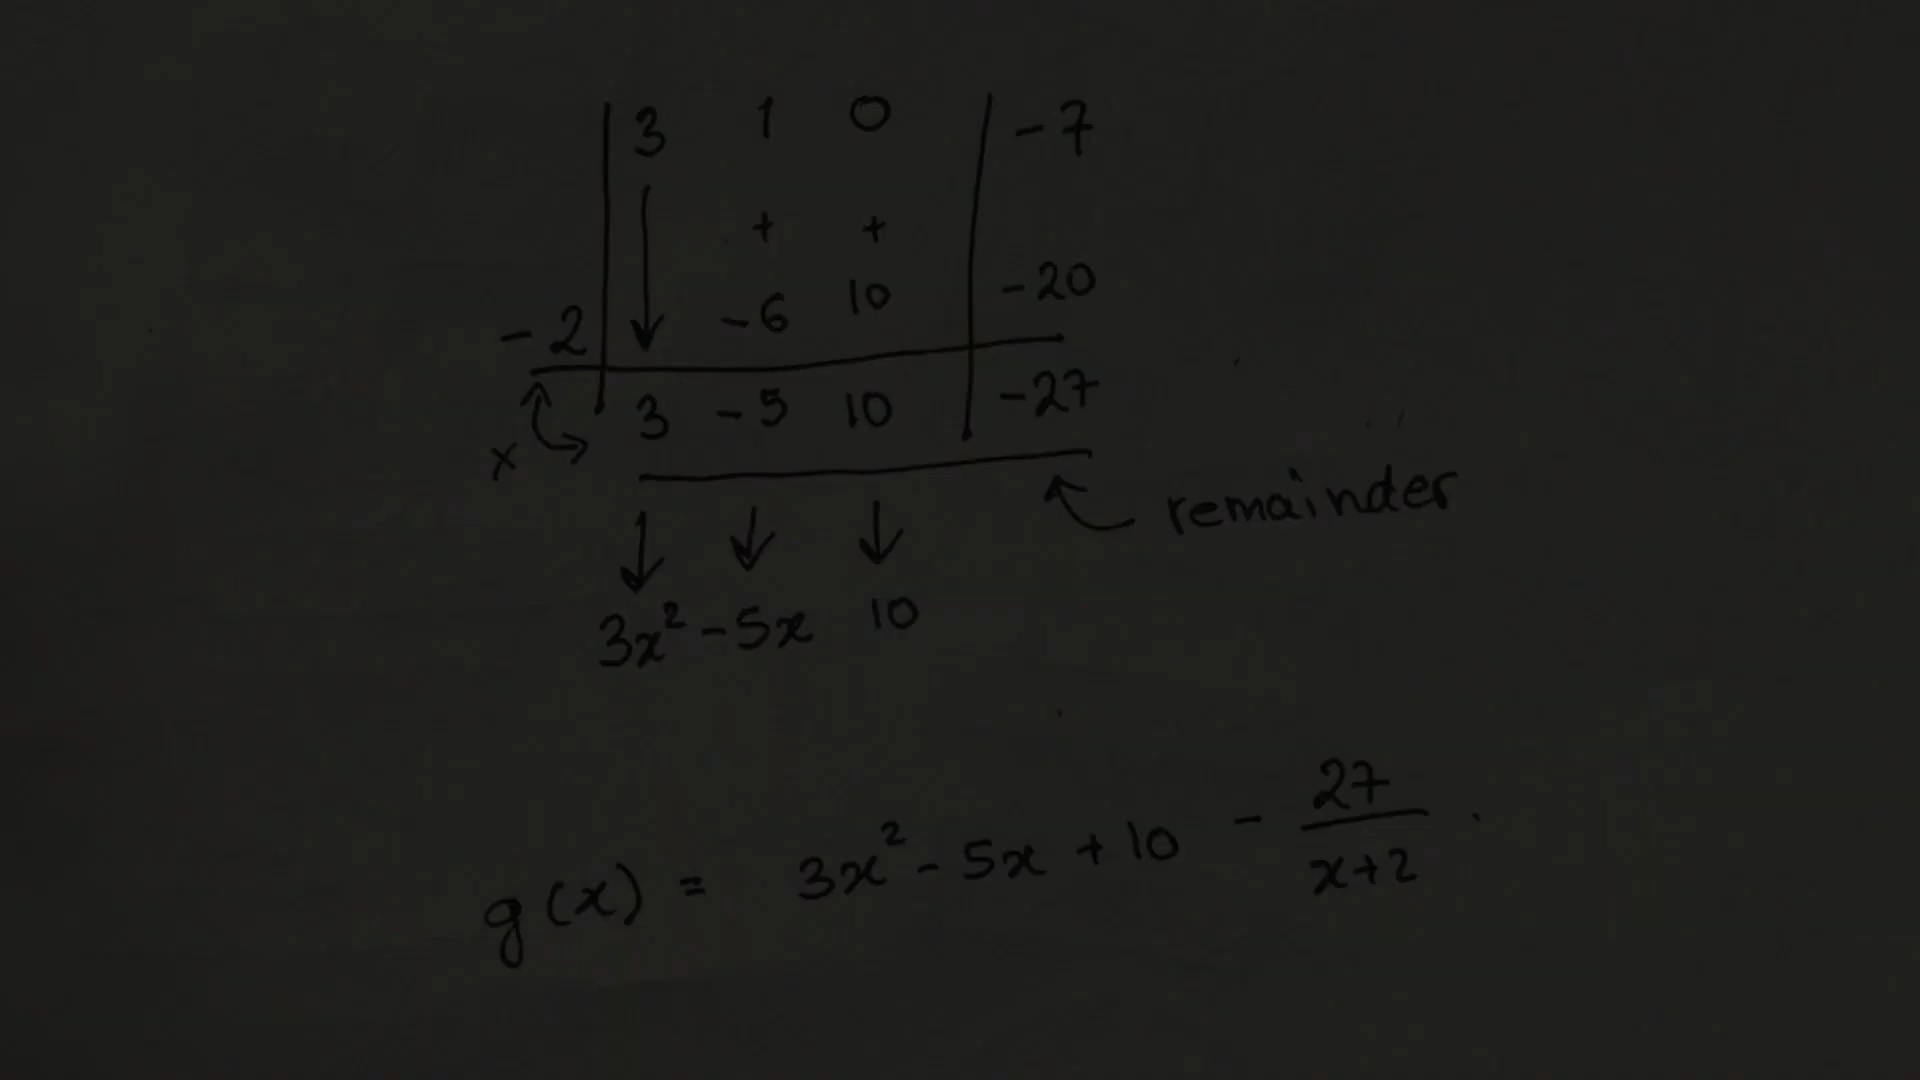 3 1 0 -7
+ +
-2 -6 10 -20
3 -5 10 -27
x
remainder
3x² -5x 10
g(x) = 3x² - 5x + 10 - 27/(x+2)